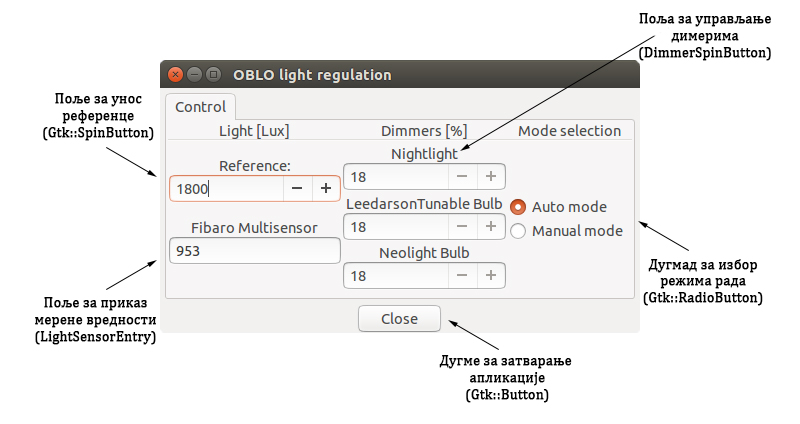 Поља за управљање
димерима
(DimmerSpinButton)
OBLO light regulation
Поље за унос
референце
(Gtk::SpinButton)
Control
Light [Lux]
Dimmers [%]
Mode selection
Nightlight
Reference:
18
1800
LeedarsonTunable Bulb
Auto mode
Fibaro Multisensor
18
Manual mode
953
Neolight Bulb
18
Дугмад за избор
режима рада
(Gtk::RadioButton)
Поље за приказ
мерене вредности
(LightSensorEntry)
Close
Дугме за затварање
апликације
(Gtk::Button)